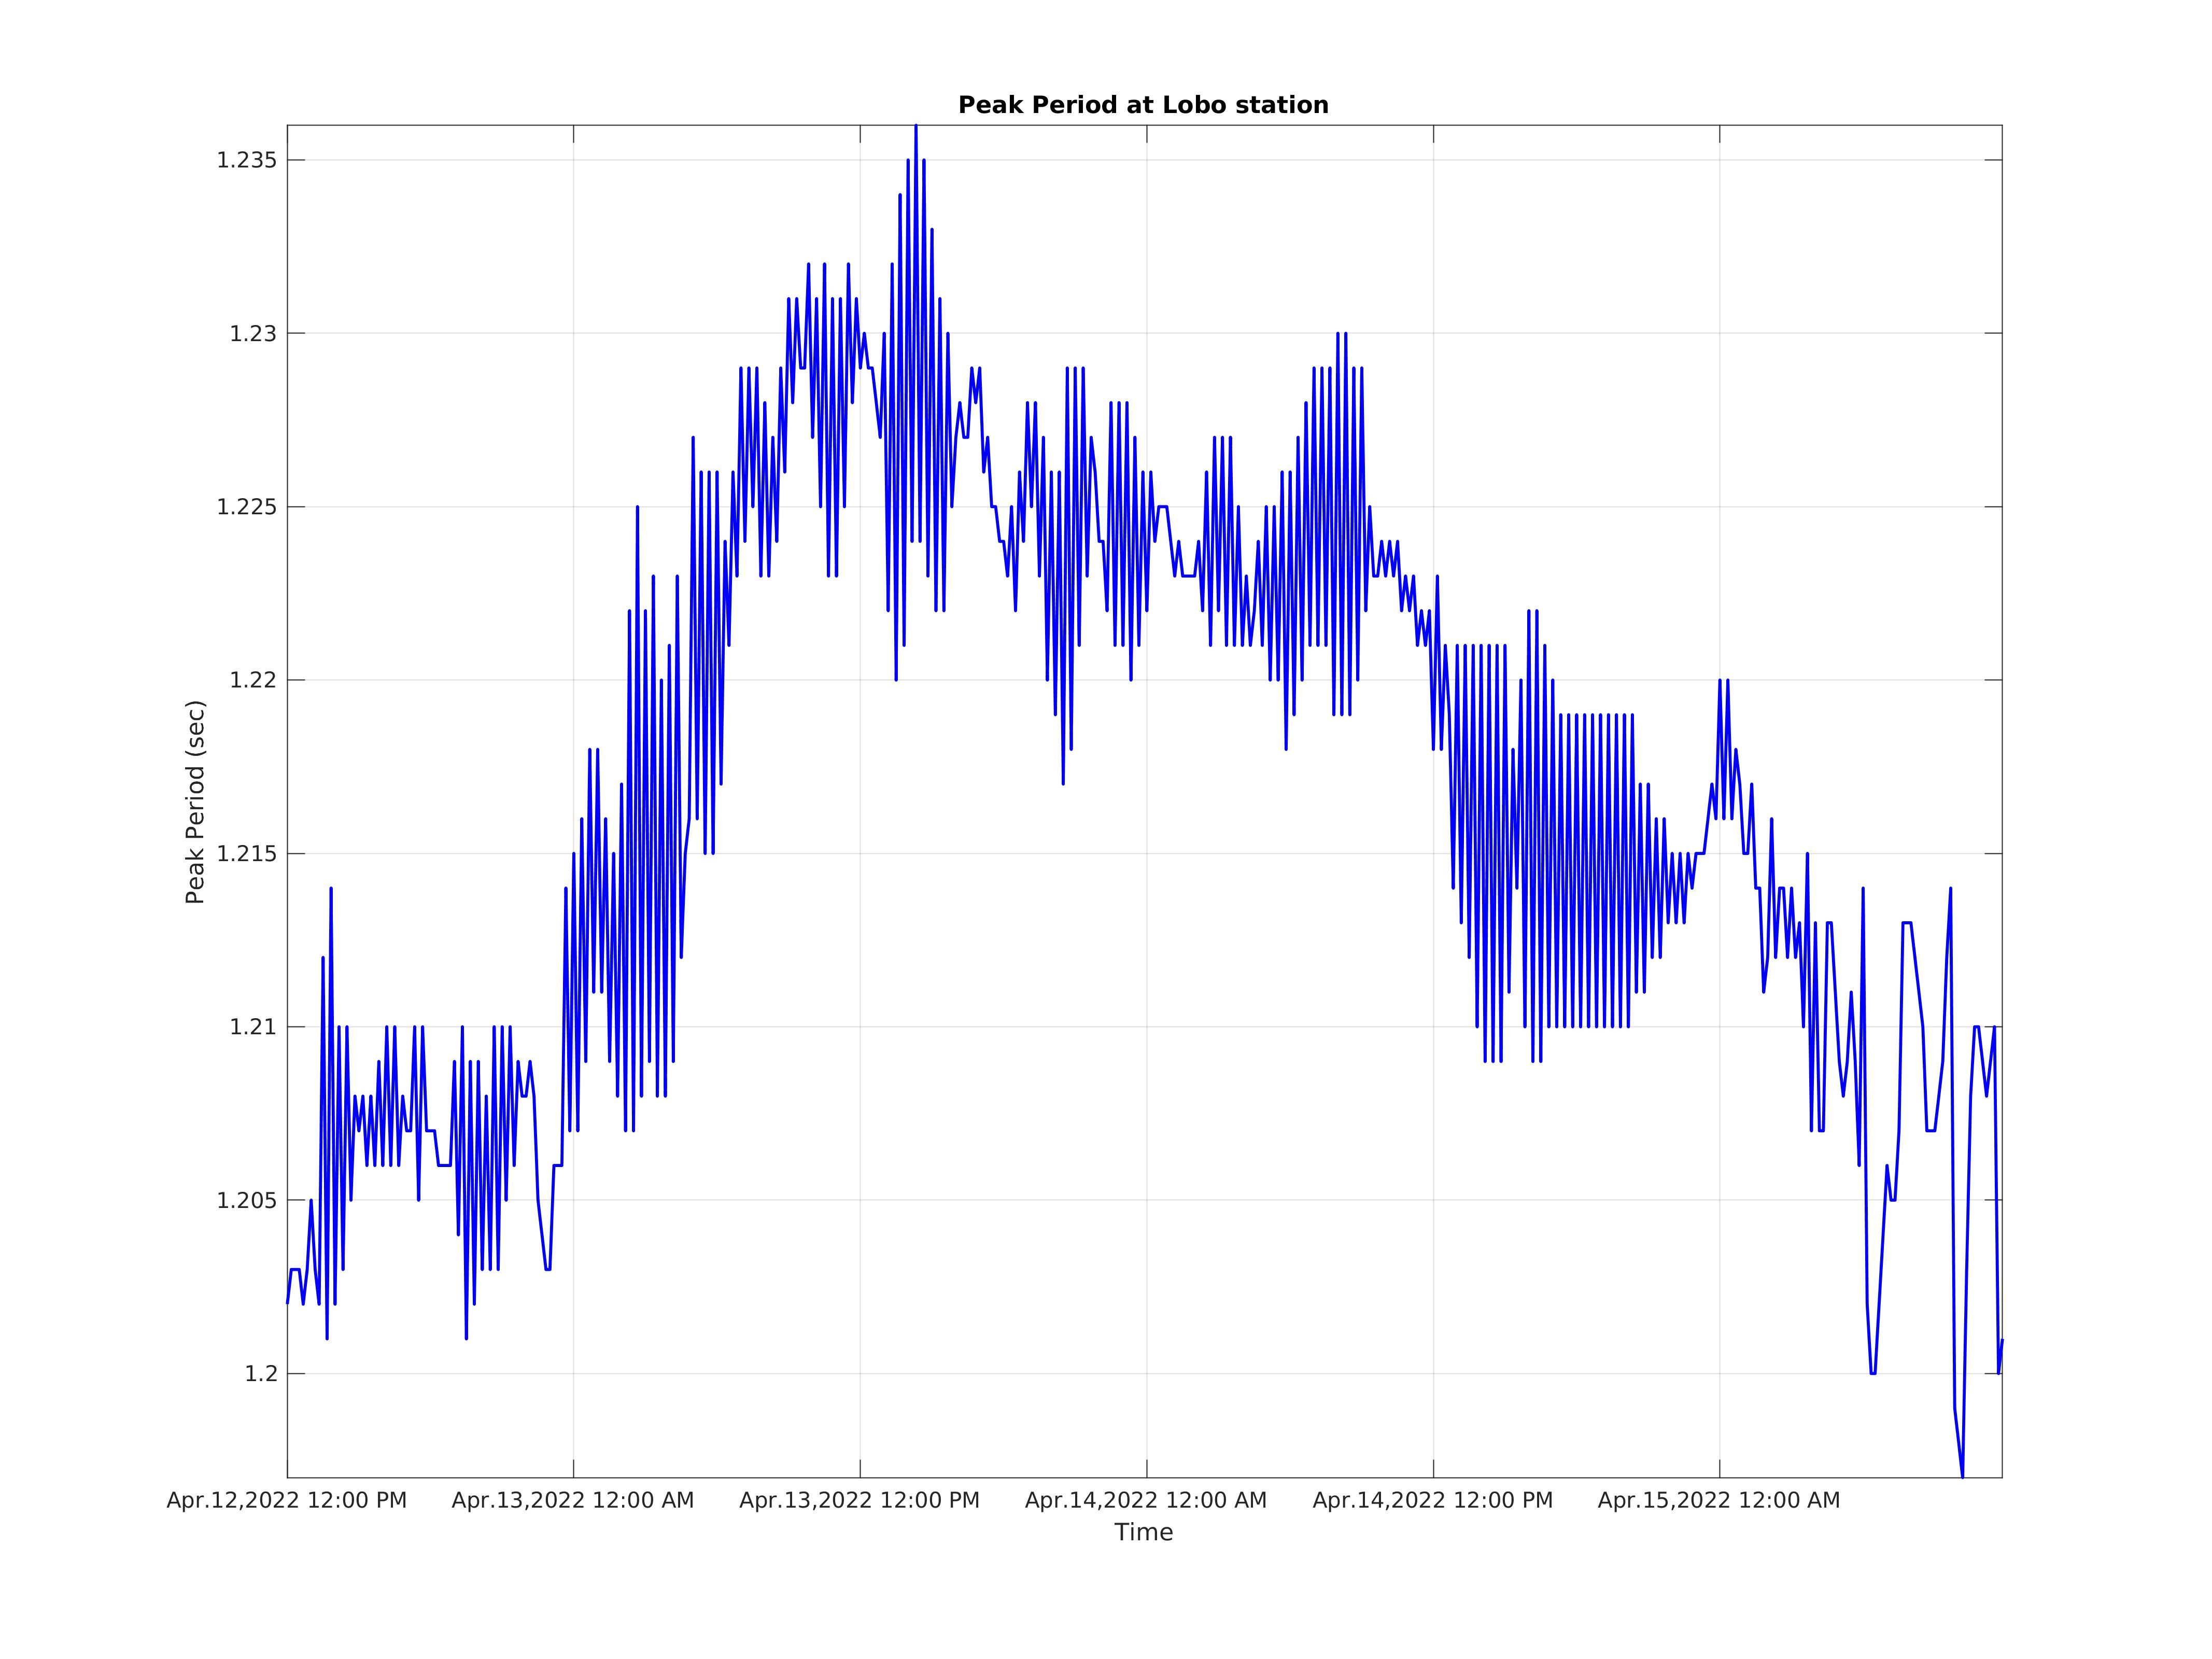 Peak Period at Lobo station
1.235
1.23
1.225
1.22
1.215
1.21
1.205
1.2
Peak Period (sec)
Apr.12,2022 12:00 PM Apr.13,2022 12:00 AM Apr.13,2022 12:00 PM Apr.14,2022 12:00 AM Apr.14,2022 12:00 PM Apr.15,2022 12:00 AM
Time